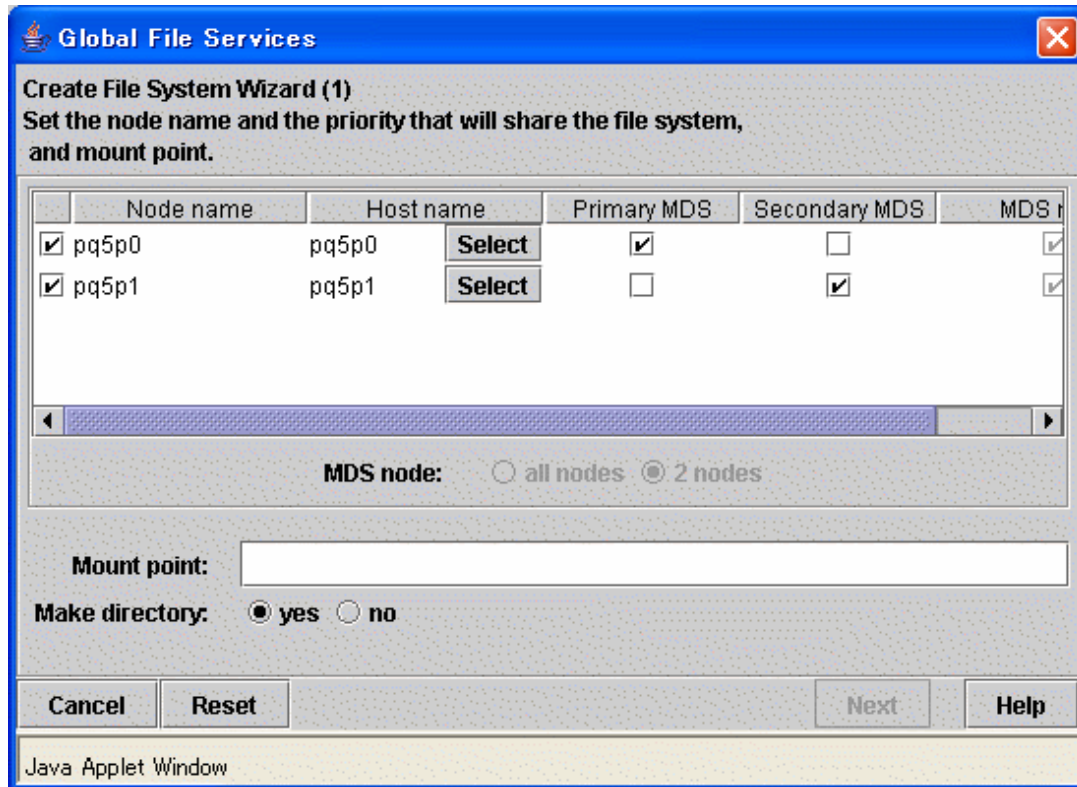 Global File Services
Create File System Wizard (1)
Set the node name and the priority that will share the file system,
and mount point.
Node name Host name Primary MDS Secondary MDS MDS r
pq5p0 pq5p0 Select
pq5p1 pq5p1 Select
MDS node: all nodes 2 nodes
Mount point:
Make directory: yes no
Cancel Reset Next Help
Java Applet Window